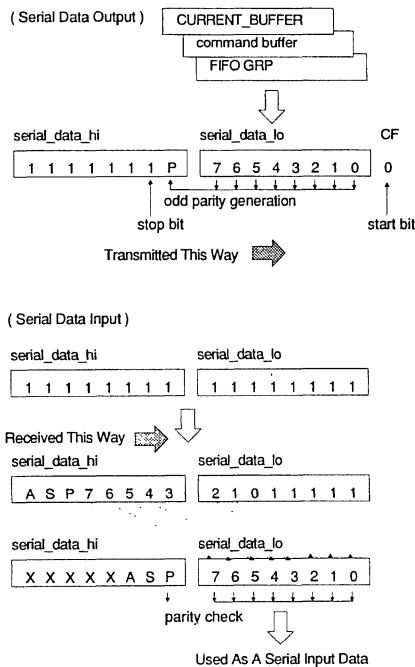 ( Serial Data Output )
CURRENT_BUFFER
command buffer
FIFO GRP
serial_data_hi serial_data_lo CF
1 1 1 1 1 1 1 P 7 6 5 4 3 2 1 0 0
odd parity generation
stop bit start bit
Transmitted This Way
( Serial Data Input )
serial_data_hi serial_data_lo
1 1 1 1 1 1 1 1 1 1 1 1 1 1 1 1
Received This Way
serial_data_hi serial_data_lo
A S P 7 6 5 4 3 2 1 0 1 1 1 1 1
serial_data_hi serial_data_lo
X X X X X A S P 7 6 5 4 3 2 1 0
parity check
Used As A Serial Input Data